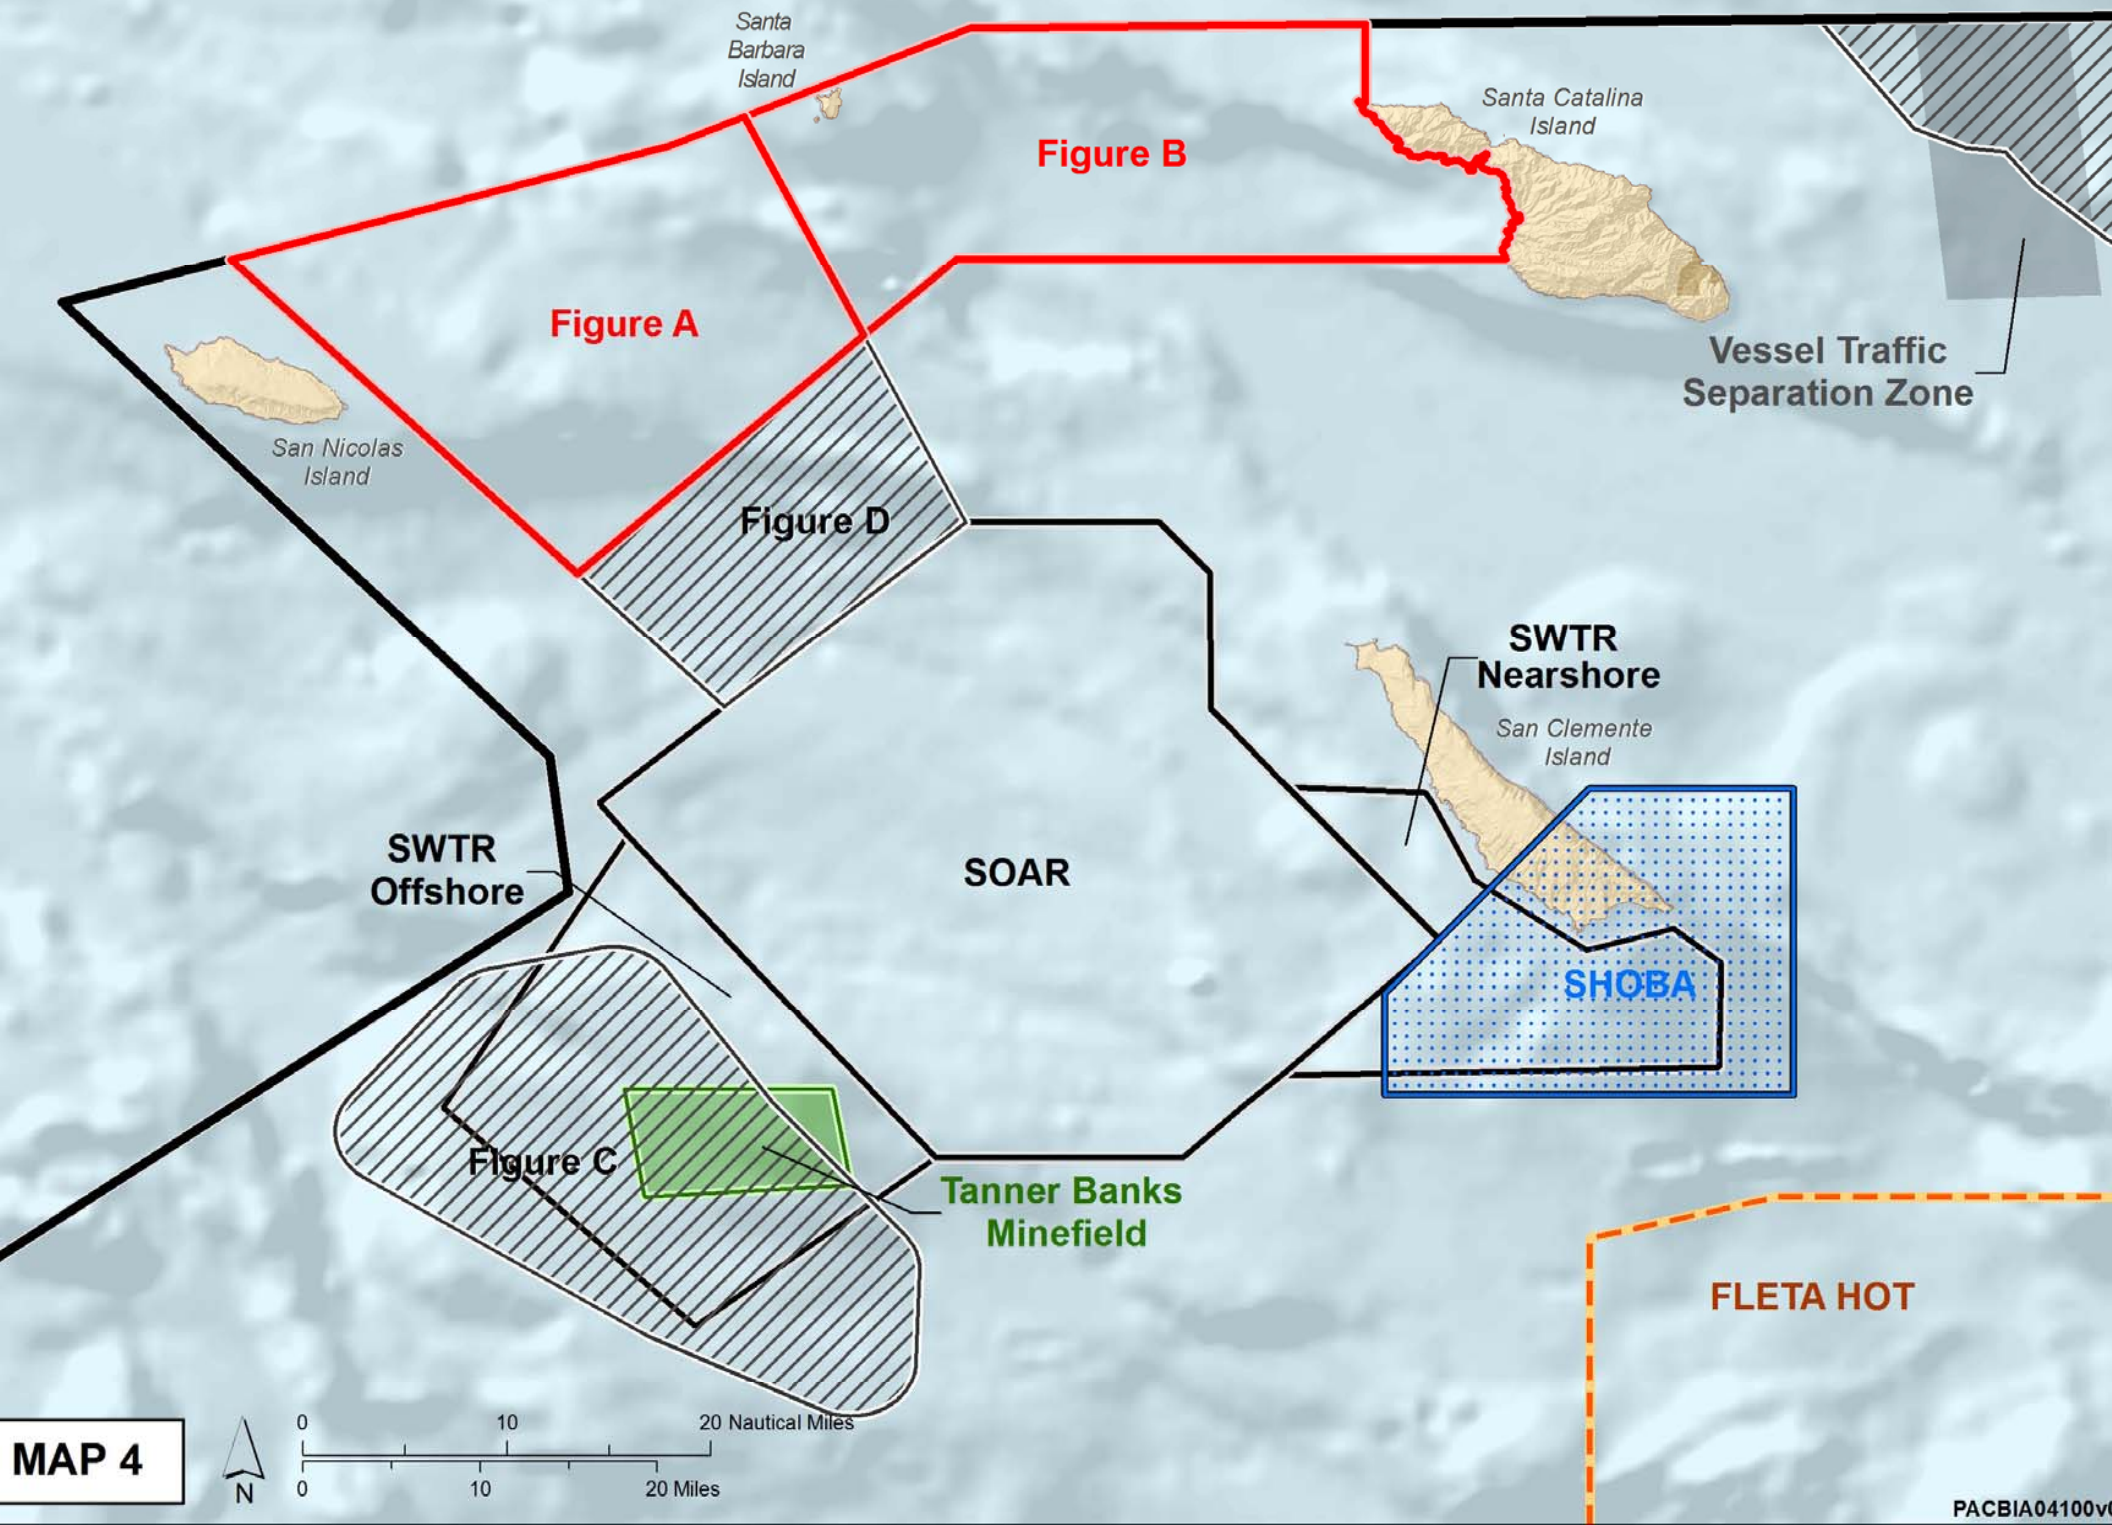 Santa
Barbara
Island
Santa Catalina
Island
Figure B
Figure A
Vessel Traffic
Separation Zone
San Nicolas
Island
Figure D
SWTR
Nearshore
San Clemente
Island
SWTR
Offshore
SOAR
SHOBA
Figure C
Tanner Banks
Minefield
FLETA HOT
MAP 4
N
0 10 20 Nautical Miles
0 10 20 Miles
PACBIA04100v0